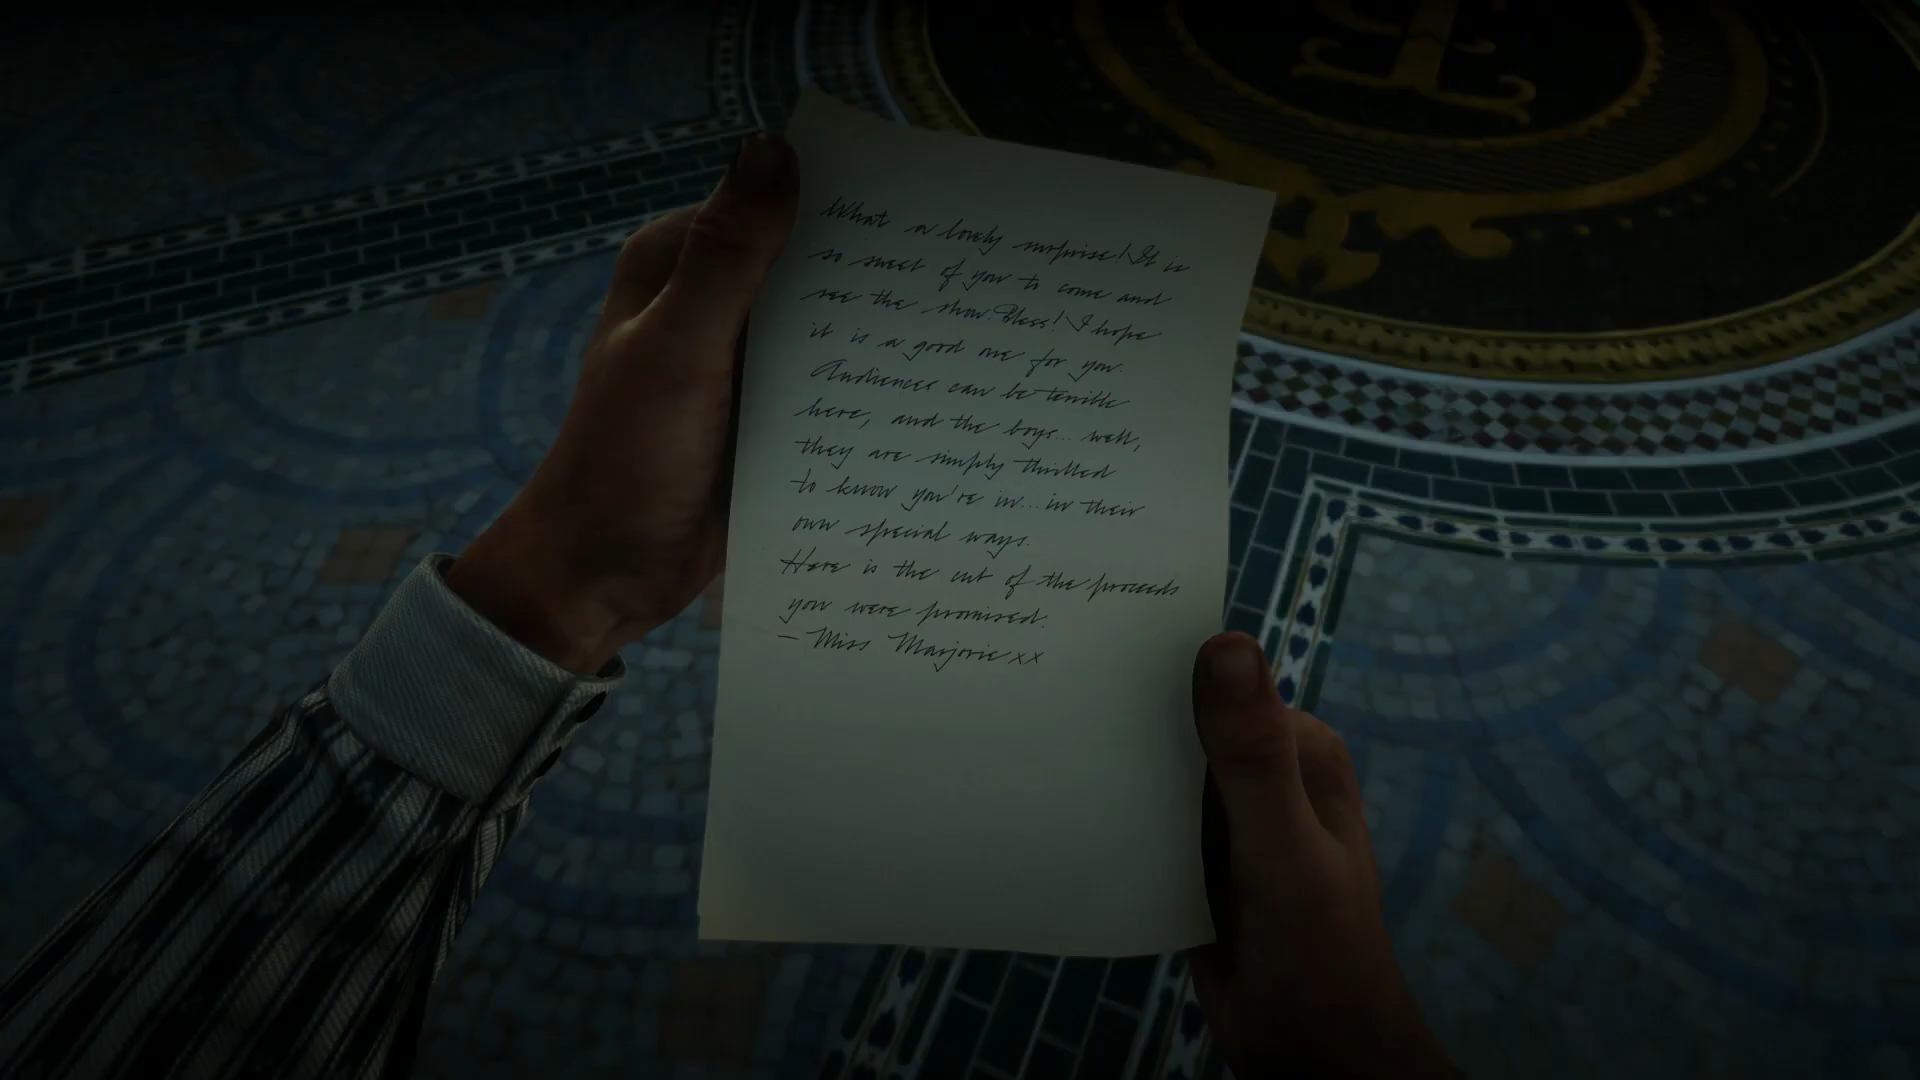 What a lovely surprise! It is
so sweet of you to come and
see the show. Bless! I hope
it is a good one for you.
Audiences can be terrible
here, and the boys... well,
they are simply thrilled
to know you're in... in their
own special ways.
Here is the cut of the proceeds
you were promised.
- Miss Marjorie xx